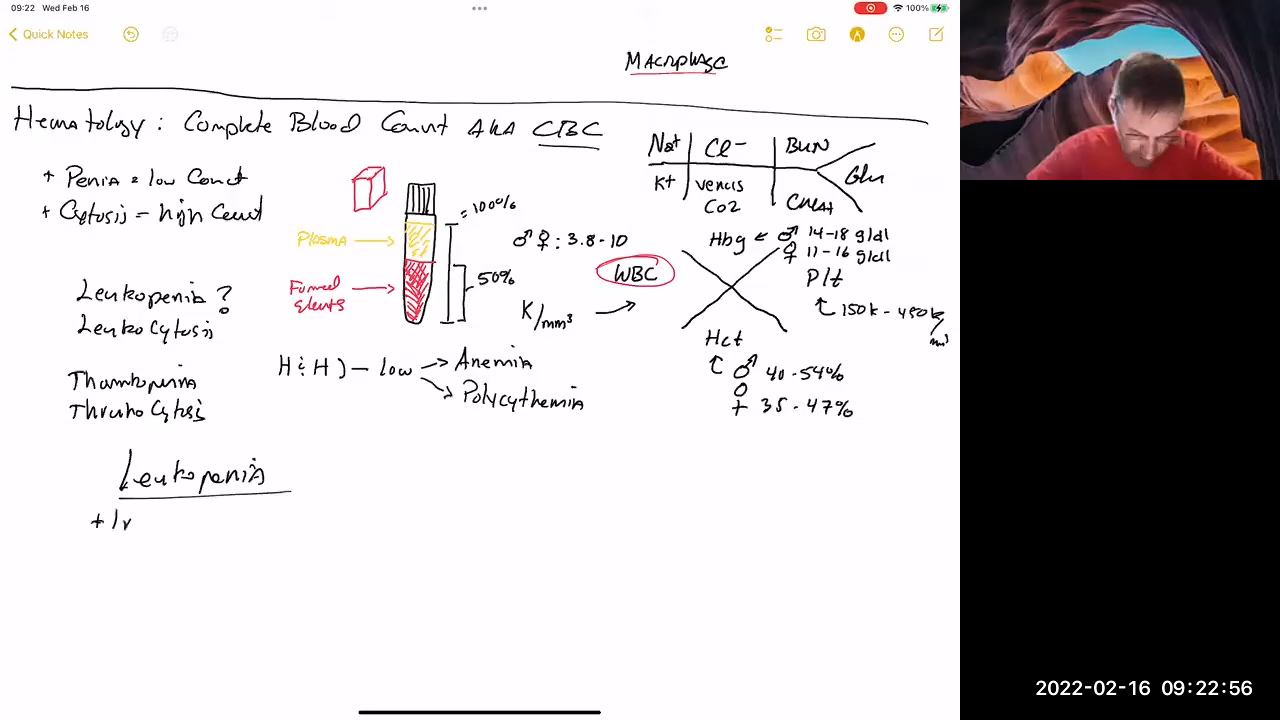 09:22 Wed Feb 16
100%
Quick Notes
Macrophage
Hematology: Complete Blood Count AKA CBC
+ Penia = low Count
+ Cytosis = high Count
Na+ Cl- BUN
K+ venous CO2 Creat
Glu
= 100%
Plasma
50%
Formed
♂ ♀ : 3.8 - 10
WBC
K/mm³
Hbg ← ♂ 14-18 g/dl
♀ 11-16 g/dl
Plt
150k - 450k/mm³
Hct
♂ 40-54%
♀ 35-47%
Leukopenia ?
Leukocytosis
H&H ) - low → Anemia
Polycythemia
Leukopenia
+ Iv
2022-02-16 09:22:56